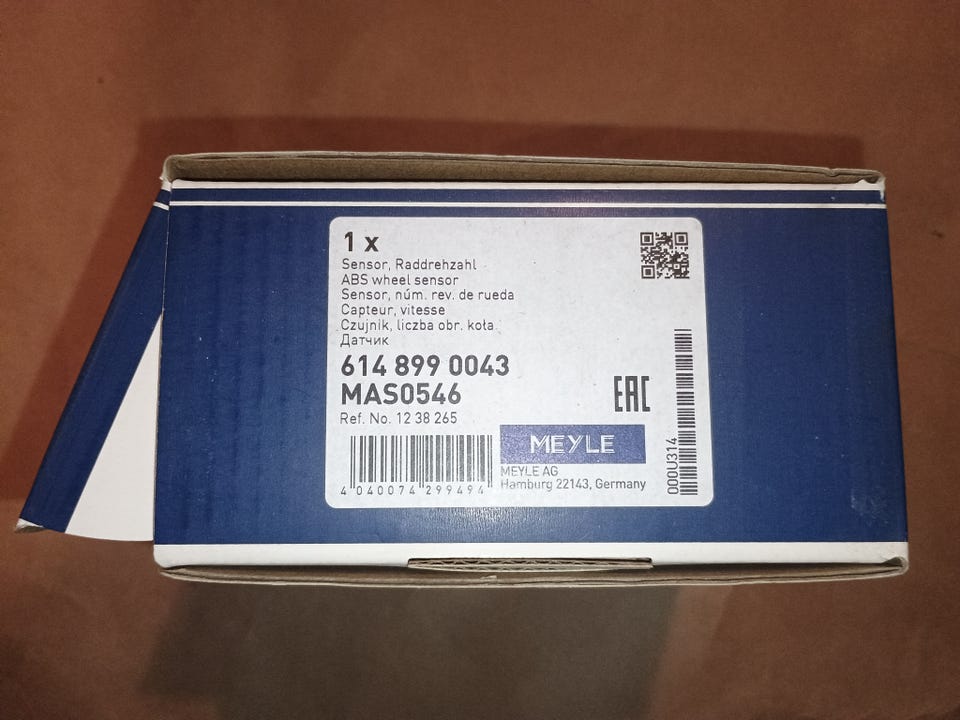 1 x
Sensor, Raddrehzahl
ABS wheel sensor
Sensor, núm. rev. de rueda
Capteur, vitesse
Czujnik, liczba obr. koła
Датчик
614 899 0043
MAS0546
Ref. No. 12 38 265
EAC
MEYLE
MEYLE AG
Hamburg 22143, Germany
4 040074 299494
000U314